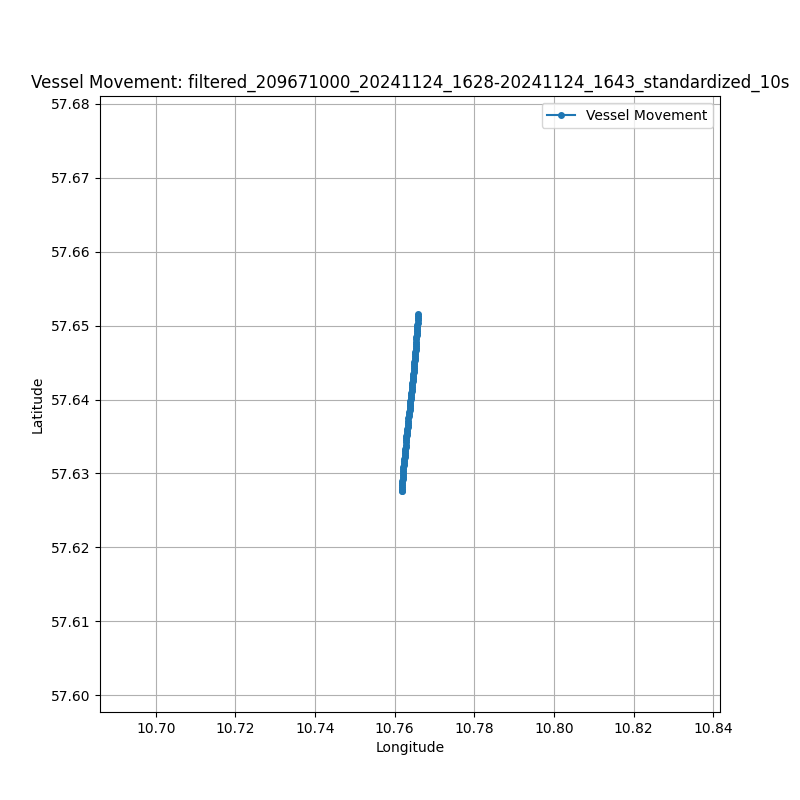 Vessel Movement: filtered_209671000_20241124_1628-20241124_1643_standardized_10s
Vessel Movement
57.68
57.67
57.66
57.65
57.64
57.63
57.62
57.61
57.60
Latitude
10.70 10.72 10.74 10.76 10.78 10.80 10.82 10.84
Longitude